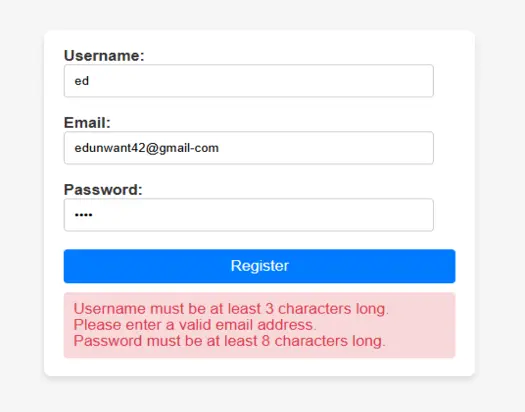 Username:
ed
Email:
edunwant42@gmail-com
Password:
••••
Register
Username must be at least 3 characters long.
Please enter a valid email address.
Password must be at least 8 characters long.